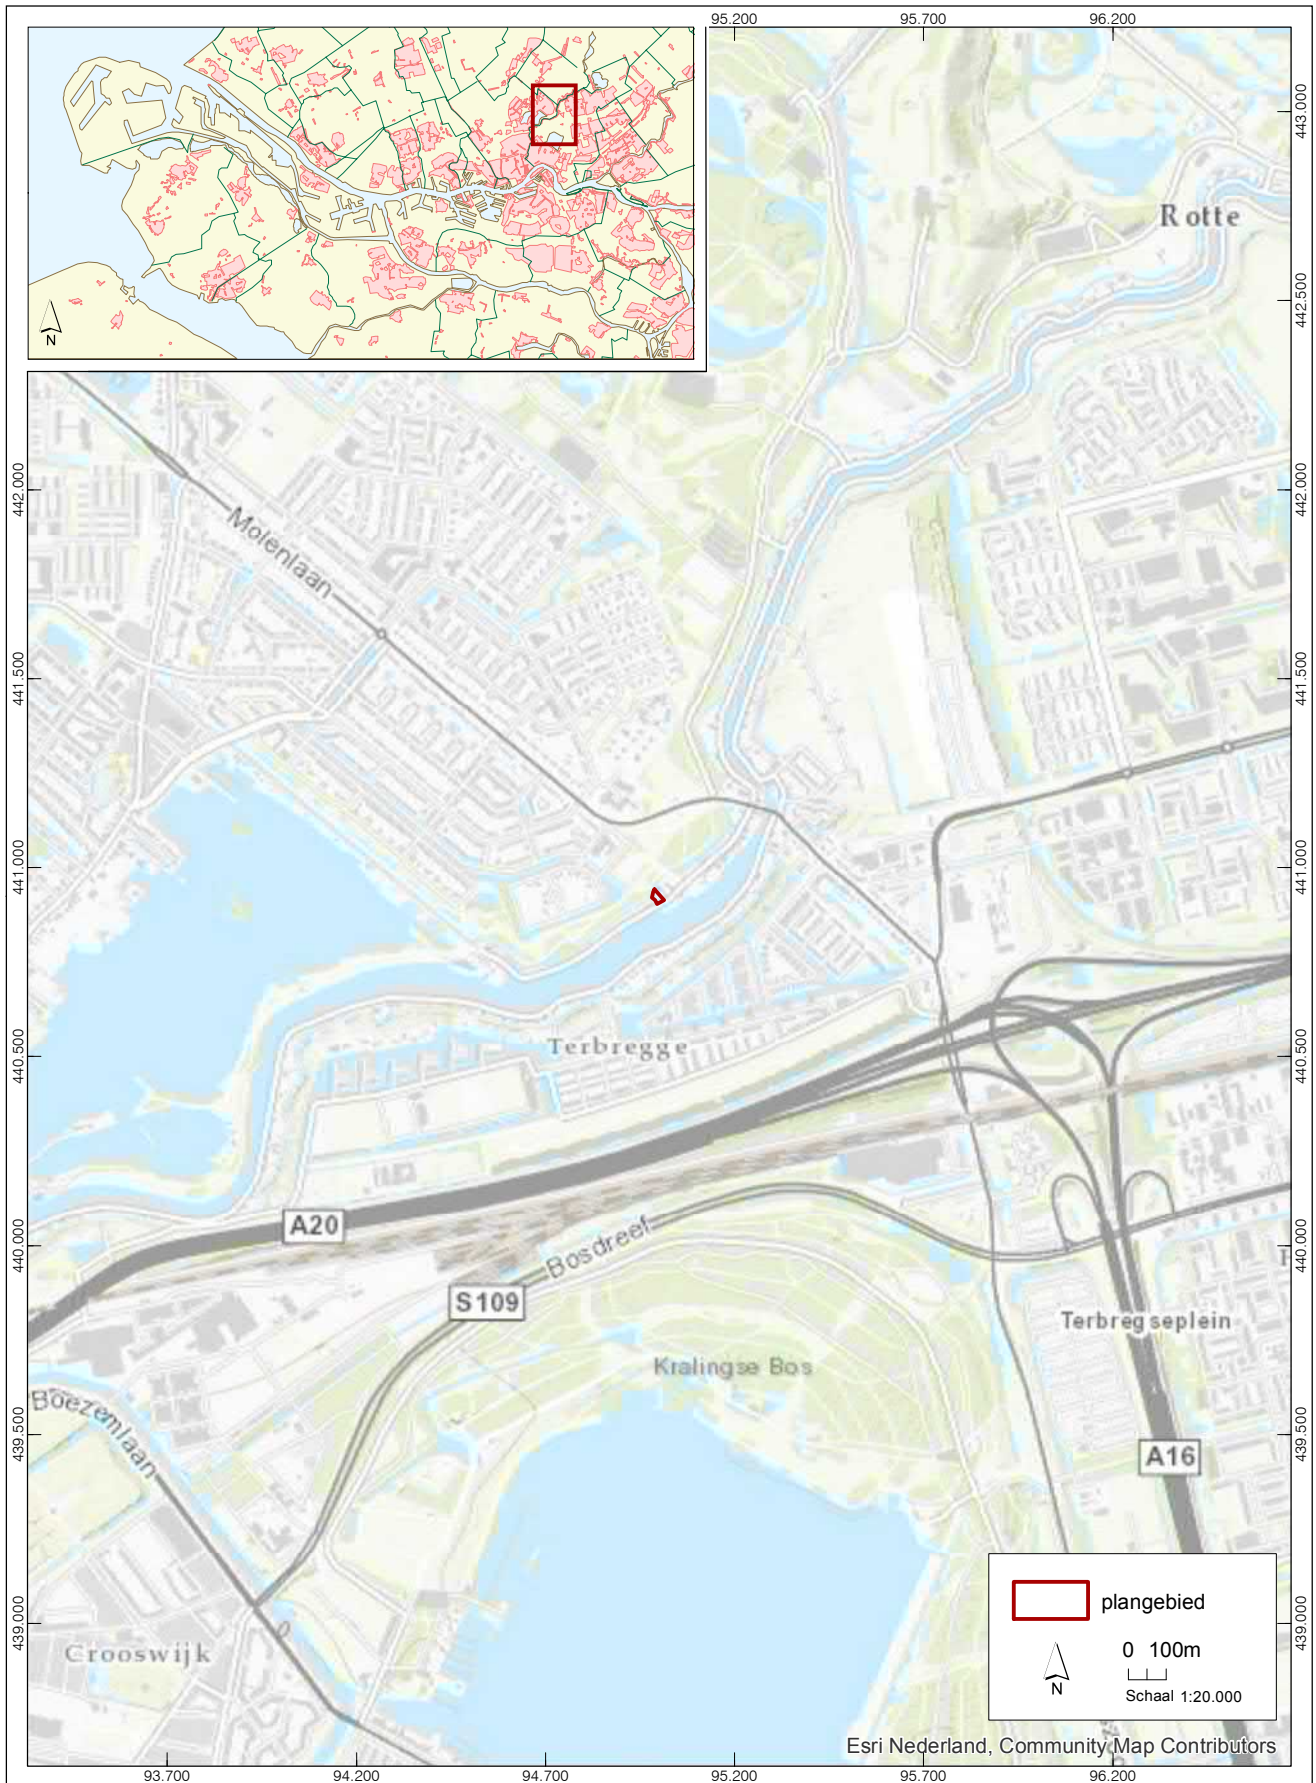 95.200 95.700 96.200
443.000
N
Rotte
442.500
442.000 442.000
Molenlaan
441.500 441.500
441.000 441.000
Terbregge
440.500 440.500
A20
Bosdreef
440.000 440.000
S109
Terbregseplein
Kralingse Bos
Boezemlaan
439.500 439.500
A16
plangebied
439.000 439.000
Crooswijk
0 100m
N
Schaal 1:20.000
Esri Nederland, Community Map Contributors
93.700 94.200 94.700 95.200 95.700 96.200